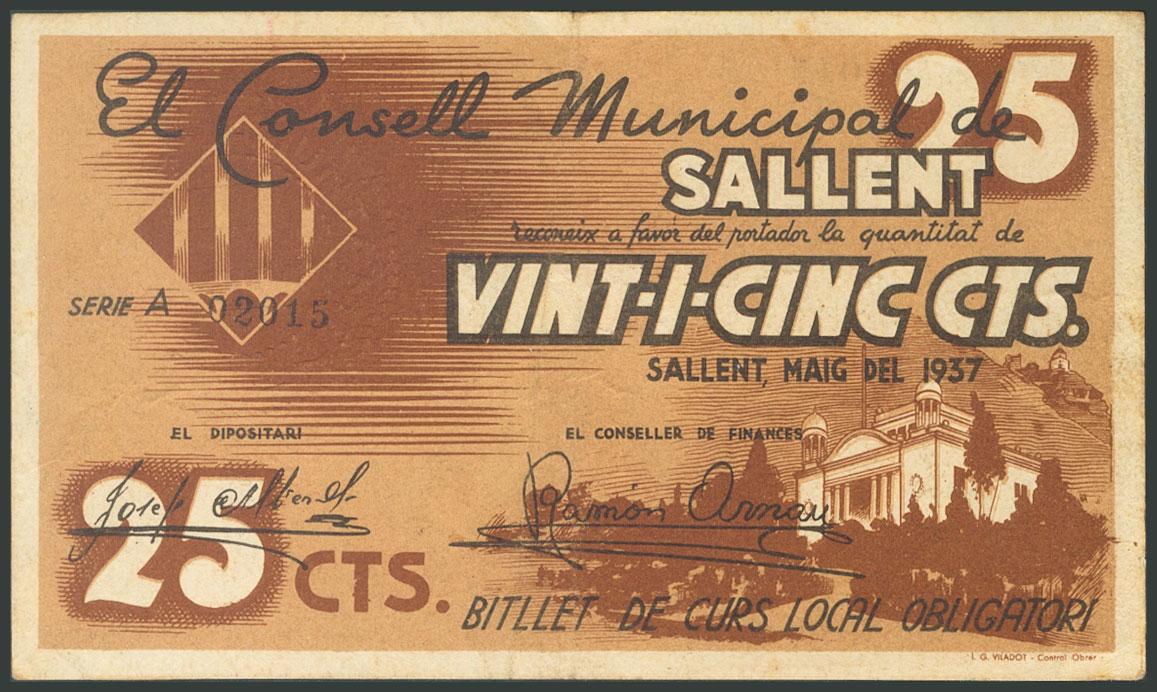 El Consell Municipal de
25
SALLENT
reconeix a favor del portador la quantitat de
VINT-I-CINC CTS.
SERIE A 02015
SALLENT, MAIG DEL 1937
EL DIPOSITARI
EL CONSELLER DE FINANCES
Josep
Ramón Arnau
25 CTS.
BITLLET DE CURS LOCAL OBLIGATORI
I. G. VILADOT - Control Obrer